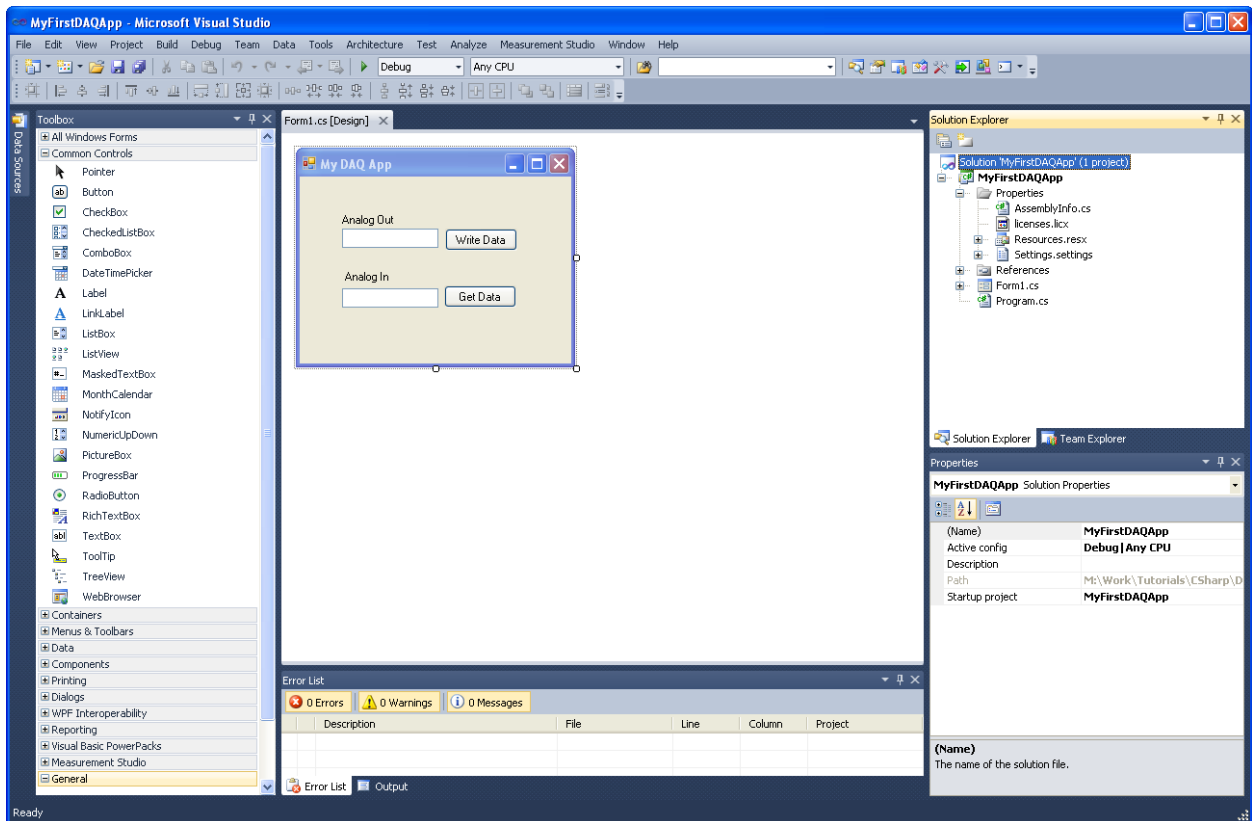 MyFirstDAQApp - Microsoft Visual Studio
File Edit View Project Build Debug Team Data Tools Architecture Test Analyze Measurement Studio Window Help
Debug Any CPU
Data Sources
Toolbox
All Windows Forms
Common Controls
Pointer
Button
CheckBox
CheckedListBox
ComboBox
DateTimePicker
Label
LinkLabel
ListBox
ListView
MaskedTextBox
MonthCalendar
NotifyIcon
NumericUpDown
PictureBox
ProgressBar
RadioButton
RichTextBox
TextBox
ToolTip
TreeView
WebBrowser
Containers
Menus & Toolbars
Data
Components
Printing
Dialogs
WPF Interoperability
Reporting
Visual Basic PowerPacks
Measurement Studio
General
Form1.cs [Design]
My DAQ App
Analog Out
Write Data
Analog In
Get Data
Error List
0 Errors 0 Warnings 0 Messages
Description File Line Column Project
Error List Output
Solution Explorer
Solution 'MyFirstDAQApp' (1 project)
MyFirstDAQApp
Properties
AssemblyInfo.cs
licenses.licx
Resources.resx
Settings.settings
References
Form1.cs
Program.cs
Solution Explorer Team Explorer
Properties
MyFirstDAQApp Solution Properties
(Name) MyFirstDAQApp
Active config Debug|Any CPU
Description
Path M:\Work\Tutorials\CSharp\D
Startup project MyFirstDAQApp
(Name)
The name of the solution file.
Ready